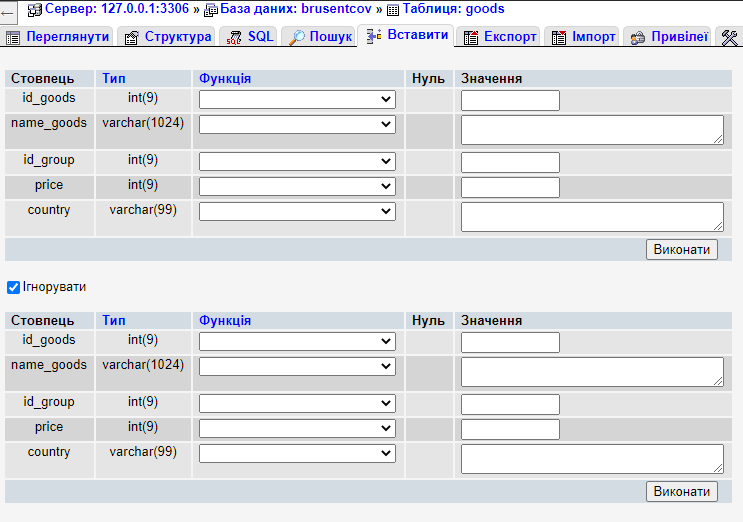 Сервер: 127.0.0.1:3306 » База даних: brusentcov » Таблиця: goods
Переглянути Структура SQL Пошук Вставити Експорт Імпорт Привілеї
Стовпець Тип Функція Нуль Значення
id_goods int(9)
name_goods varchar(1024)
id_group int(9)
price int(9)
country varchar(99)
Виконати
Ігнорувати
Стовпець Тип Функція Нуль Значення
id_goods int(9)
name_goods varchar(1024)
id_group int(9)
price int(9)
country varchar(99)
Виконати